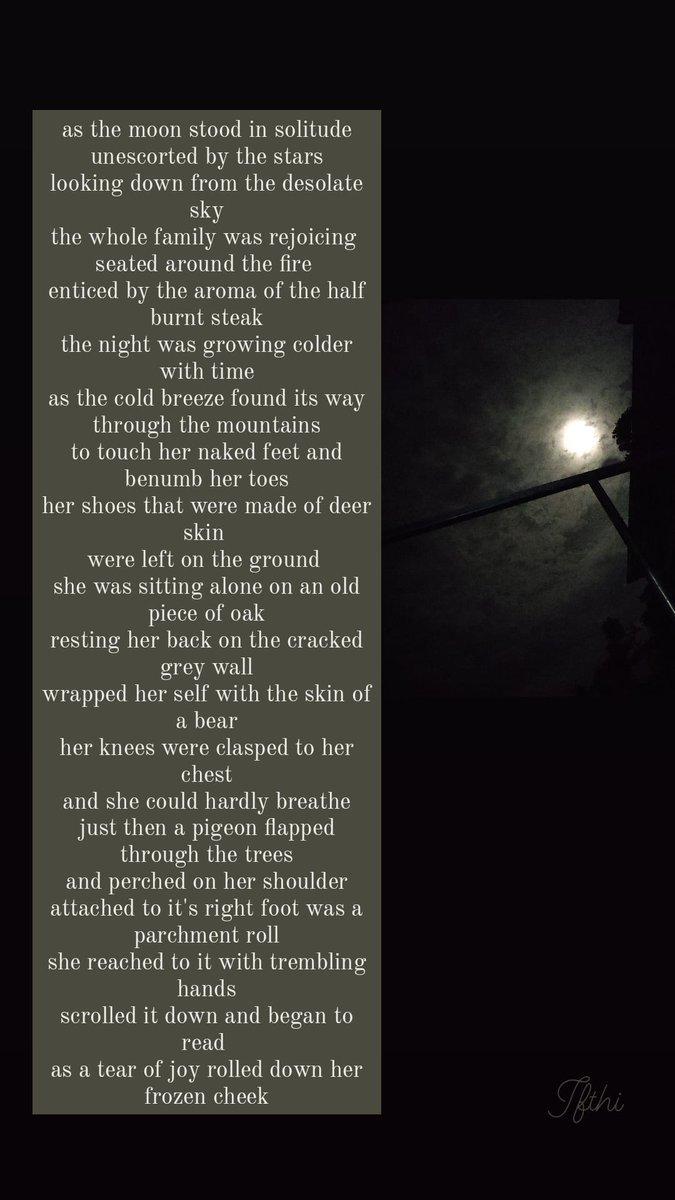 as the moon stood in solitude
unescorted by the stars
looking down from the desolate
sky
the whole family was rejoicing
seated around the fire
enticed by the aroma of the half
burnt steak
the night was growing colder
with time
as the cold breeze found its way
through the mountains
to touch her naked feet and
benumb her toes
her shoes that were made of deer
skin
were left on the ground
she was sitting alone on an old
piece of oak
resting her back on the cracked
grey wall
wrapped her self with the skin of
a bear
her knees were clasped to her
chest
and she could hardly breathe
just then a pigeon flapped
through the trees
and perched on her shoulder
attached to it's right foot was a
parchment roll
she reached to it with trembling
hands
scrolled it down and began to
read
as a tear of joy rolled down her
frozen cheek
Ifthi